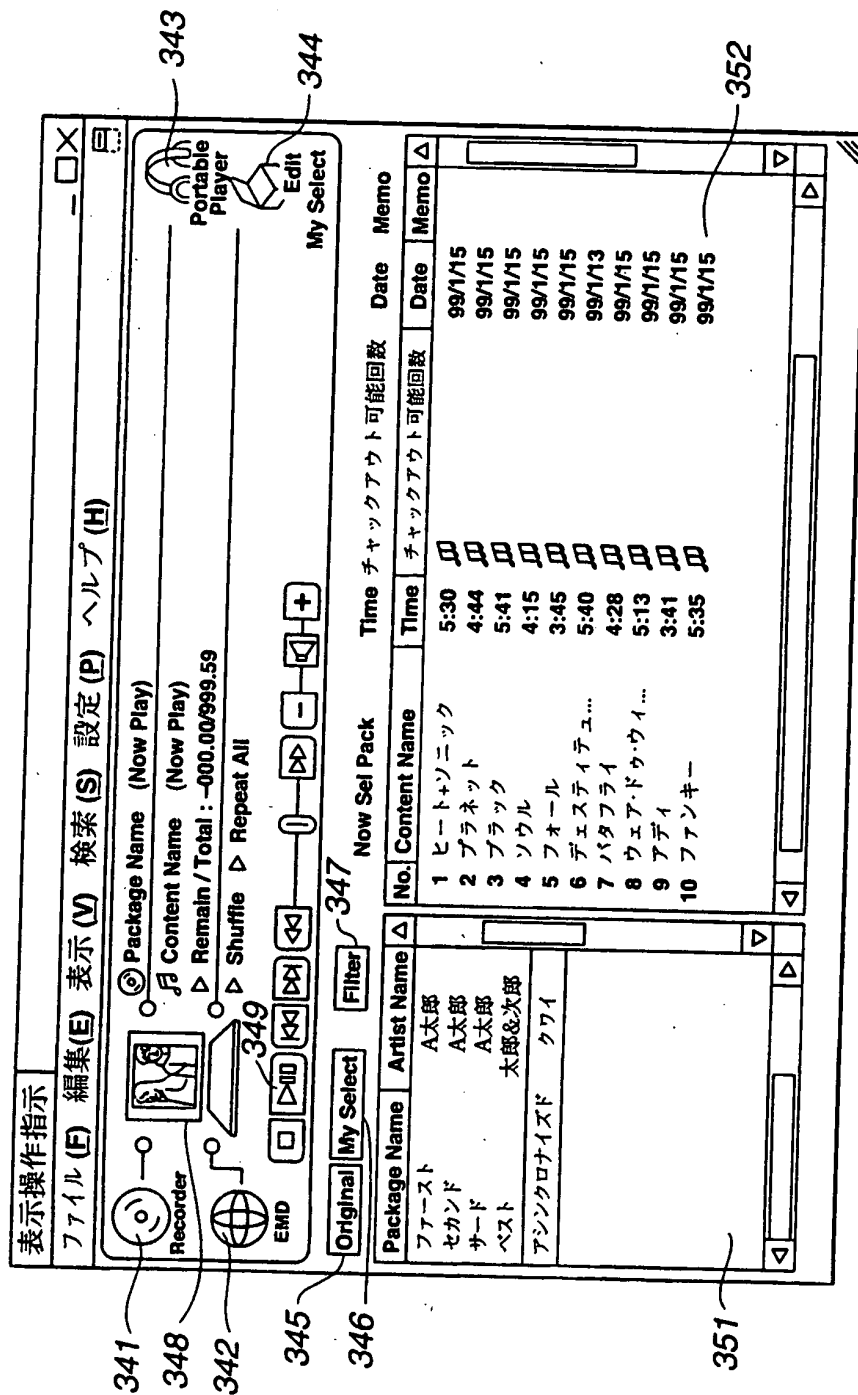 表示操作指示
ファイル (F) 編集(E) 表示 (V) 検索 (S) 設定 (P) ヘルプ (H)
341
Recorder
348
342
EMD
Package Name (Now Play)
Content Name (Now Play)
Remain / Total : –000.00/999.59
Shuffle ▷ Repeat All
349
Portable
Player
343
Edit
344
My Select
345
Original
My Select
346
Filter
347
Now Sel Pack Time チャックアウト可能回数 Date Memo
Package Name Artist Name
ファースト A太郎
セカンド A太郎
サード A太郎
ベスト 太郎&次郎
アシンクロナイズド クワイ
351
No. Content Name Time チャックアウト可能回数 Date Memo
1 ヒート+ソニック 5:30 99/1/15
2 プラネット 4:44 99/1/15
3 ブラック 5:41 99/1/15
4 ソウル 4:15 99/1/15
5 フォール 3:45 99/1/15
6 デェスティテュ... 5:40 99/1/13
7 バタフライ 4:28 99/1/15
8 ウェア・ドゥ・ウィ... 5:13 99/1/15
9 アディ 3:41 99/1/15
10 ファンキー 5:35 99/1/15
352